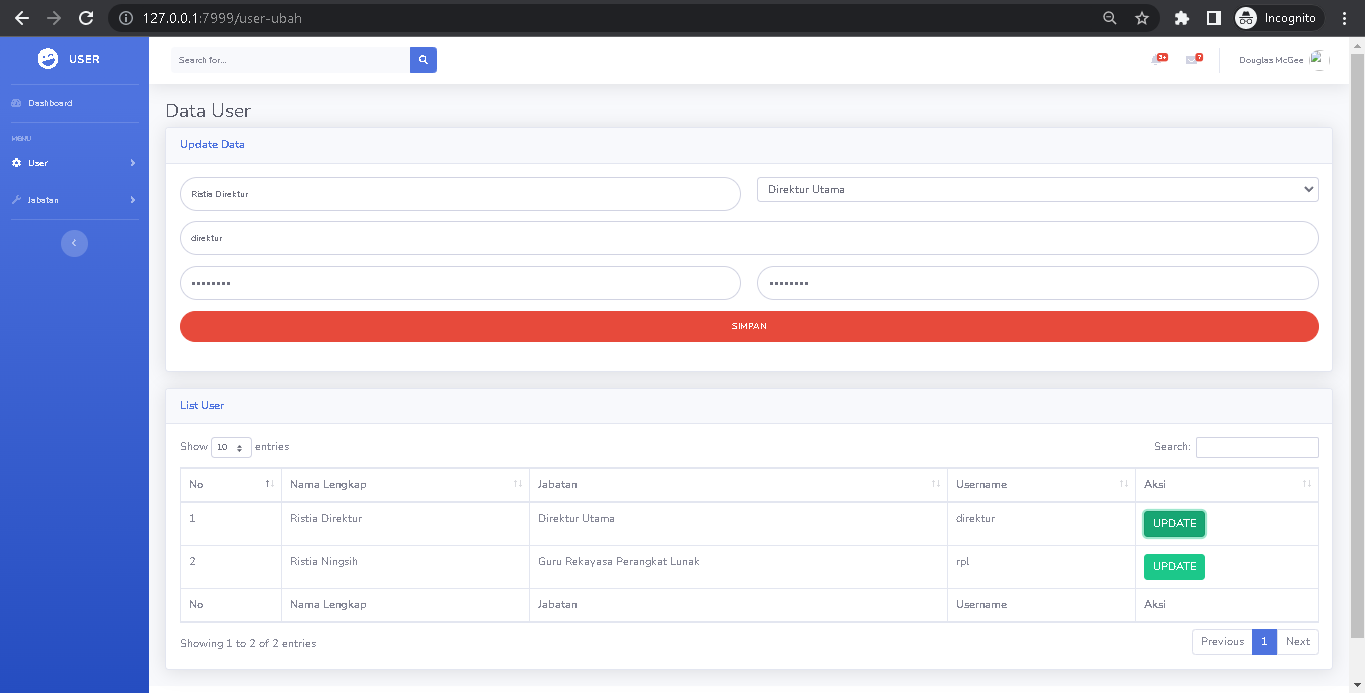 127.0.0.1:7999/user-ubah
Incognito
USER
Search for...
3+
7
Douglas McGee
Dashboard
MENU
User
Jabatan
Data User
Update Data
Ristia Direktur
Direktur Utama
direktur
••••••••
••••••••
SIMPAN
List User
Show 10 entries
Search:
No Nama Lengkap Jabatan Username Aksi
1 Ristia Direktur Direktur Utama direktur UPDATE
2 Ristia Ningsih Guru Rekayasa Perangkat Lunak rpl UPDATE
No Nama Lengkap Jabatan Username Aksi
Showing 1 to 2 of 2 entries
Previous 1 Next